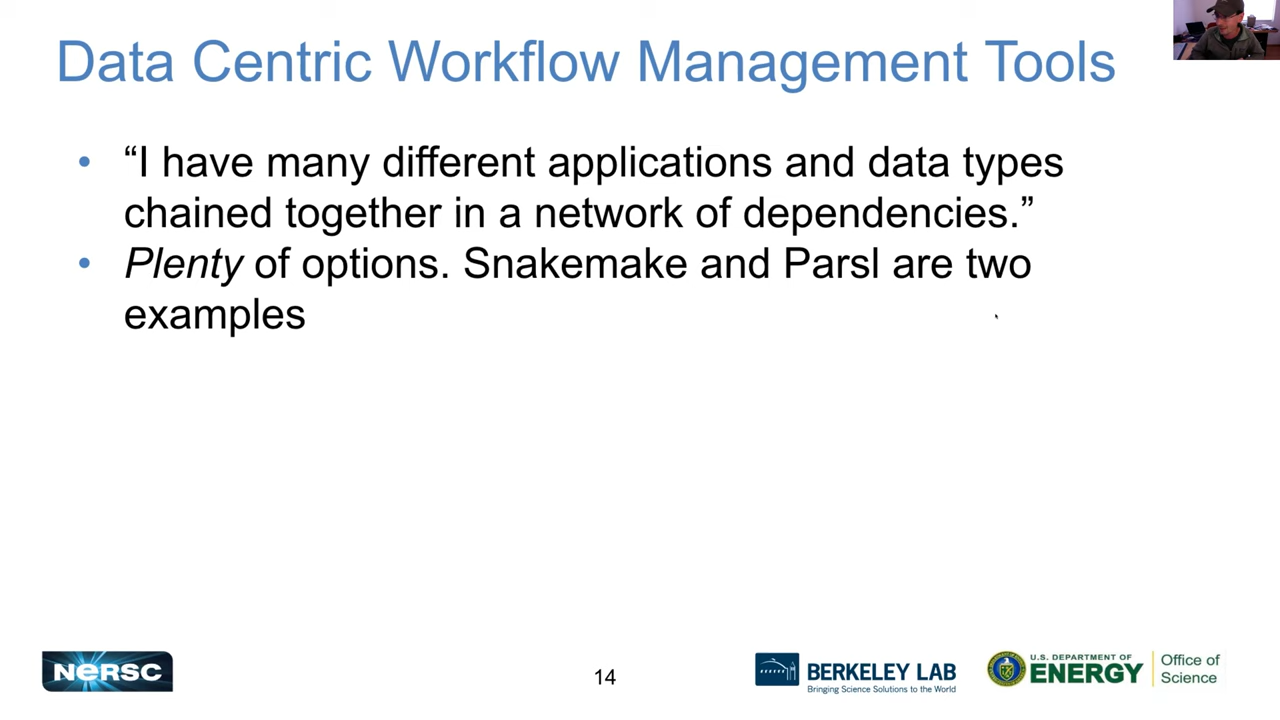 Data Centric Workflow Management Tools
• “I have many different applications and data types
chained together in a network of dependencies.”
• Plenty of options. Snakemake and Parsl are two
examples
NERSC
14
BERKELEY LAB
Bringing Science Solutions to the World
U.S. DEPARTMENT OF
ENERGY
Office of
Science